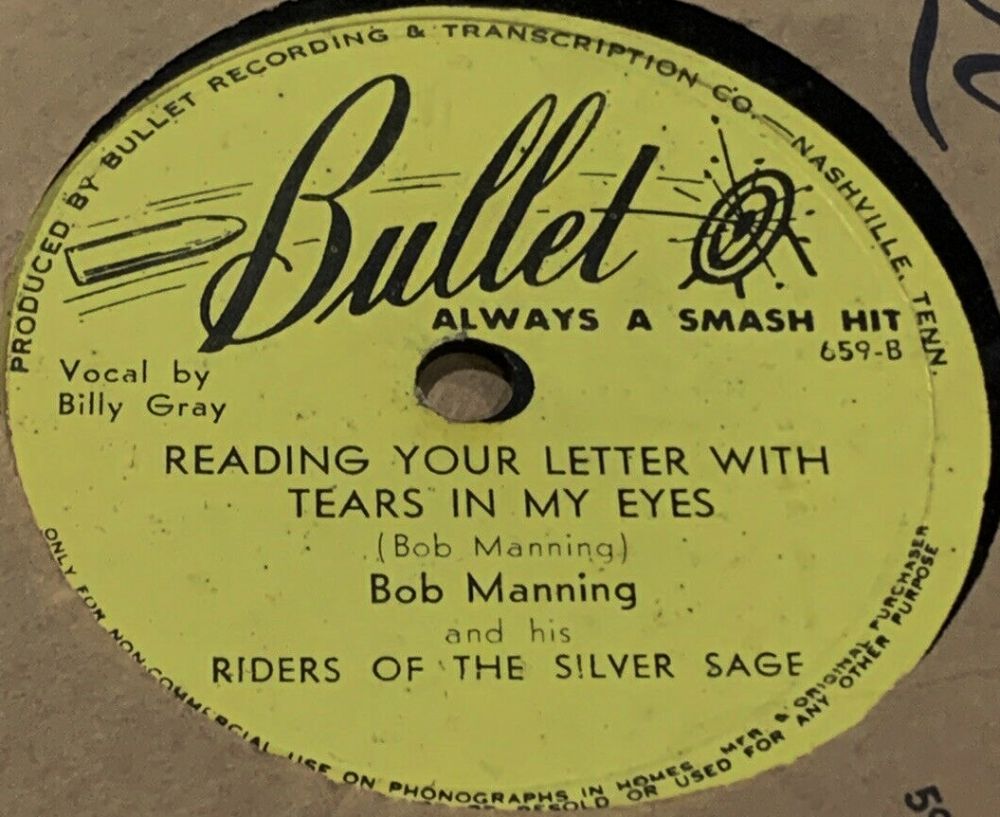 PRODUCED BY BULLET RECORDING & TRANSCRIPTION CO.—NASHVILLE, TENN.
Bullet
ALWAYS A SMASH HIT
659-B
Vocal by
Billy Gray
READING YOUR LETTER WITH
TEARS IN MY EYES
(Bob Manning)
Bob Manning
and his
RIDERS OF THE SILVER SAGE
ONLY FOR NON-COMMERCIAL USE ON PHONOGRAPHS IN HOMES. MFR. & ORIGINAL PURCHASER
RESOLD OR USED FOR ANY OTHER PURPOSE